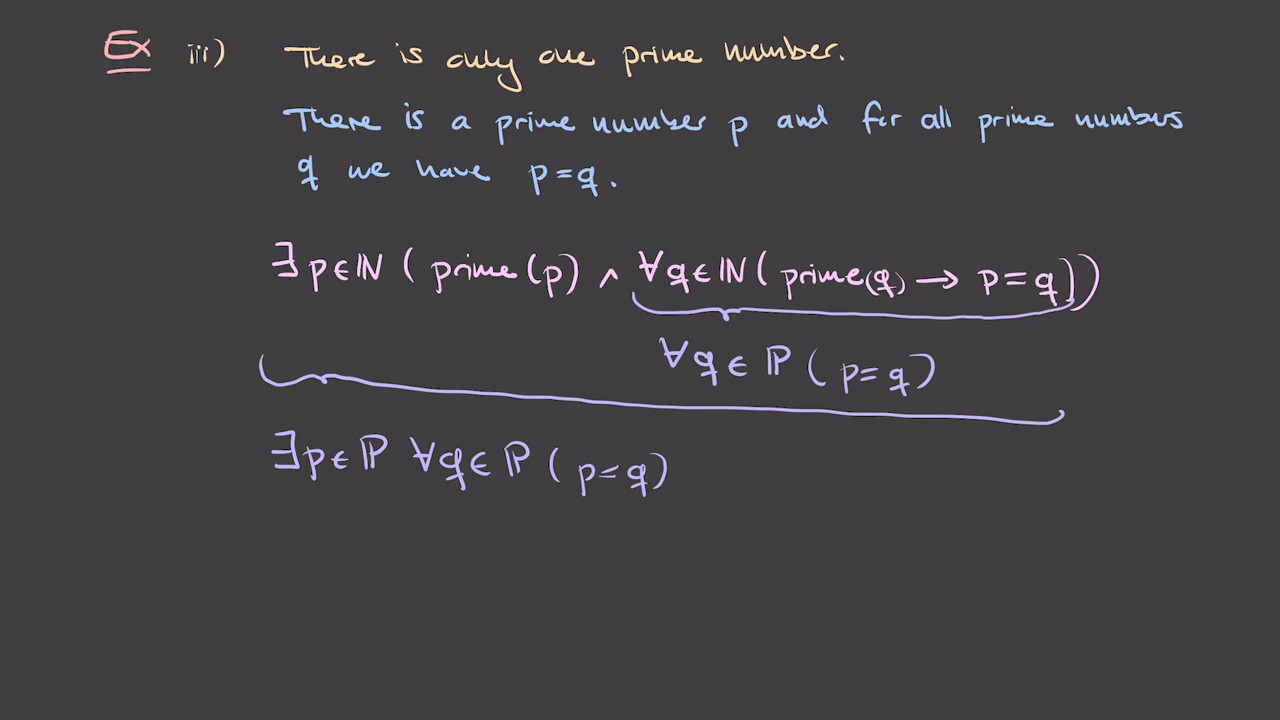 Ex iii) There is only one prime number.
There is a prime number p and for all prime numbers
q we have p=q.
∃p∈ℕ( prime(p) ∧ ∀q∈ℕ( prime(q) → p=q))
∀q∈ℙ(p=q)
∃p∈ℙ ∀q∈ℙ(p=q)